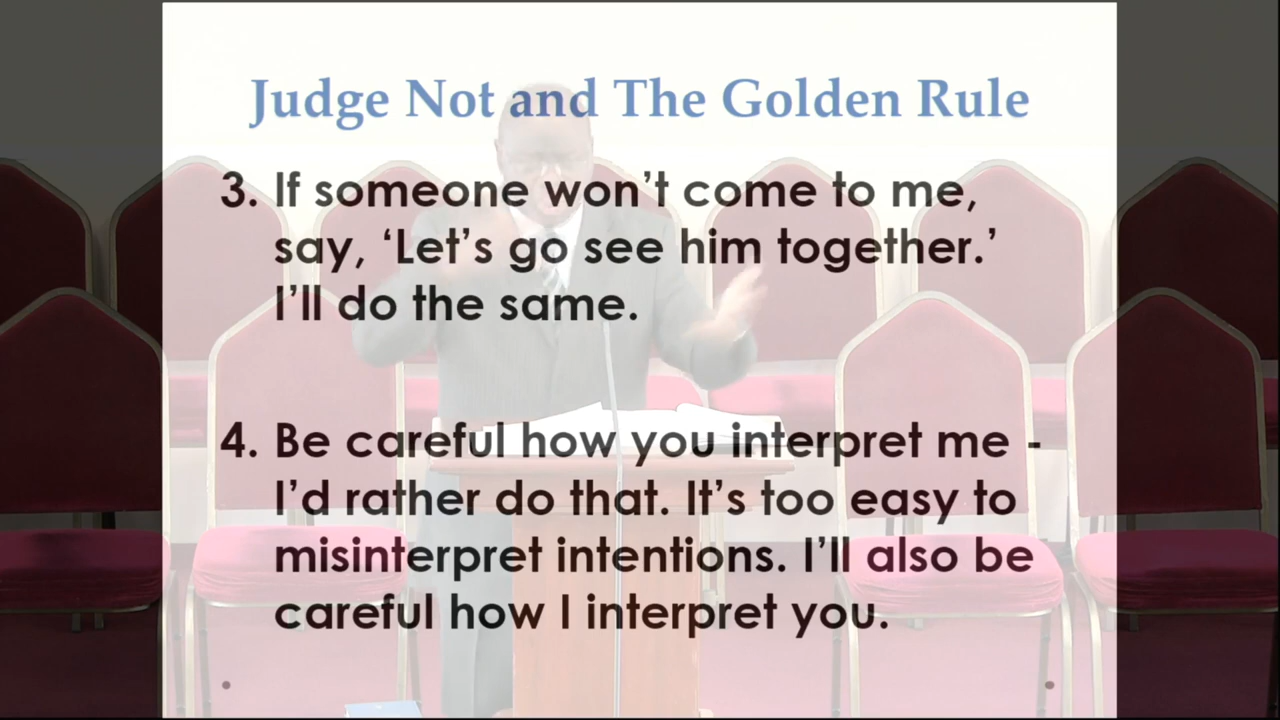 Judge Not and The Golden Rule
3. If someone won’t come to me,
say, ‘Let’s go see him together.’
I’ll do the same.
4. Be careful how you interpret me -
I’d rather do that. It’s too easy to
misinterpret intentions. I’ll also be
careful how I interpret you.